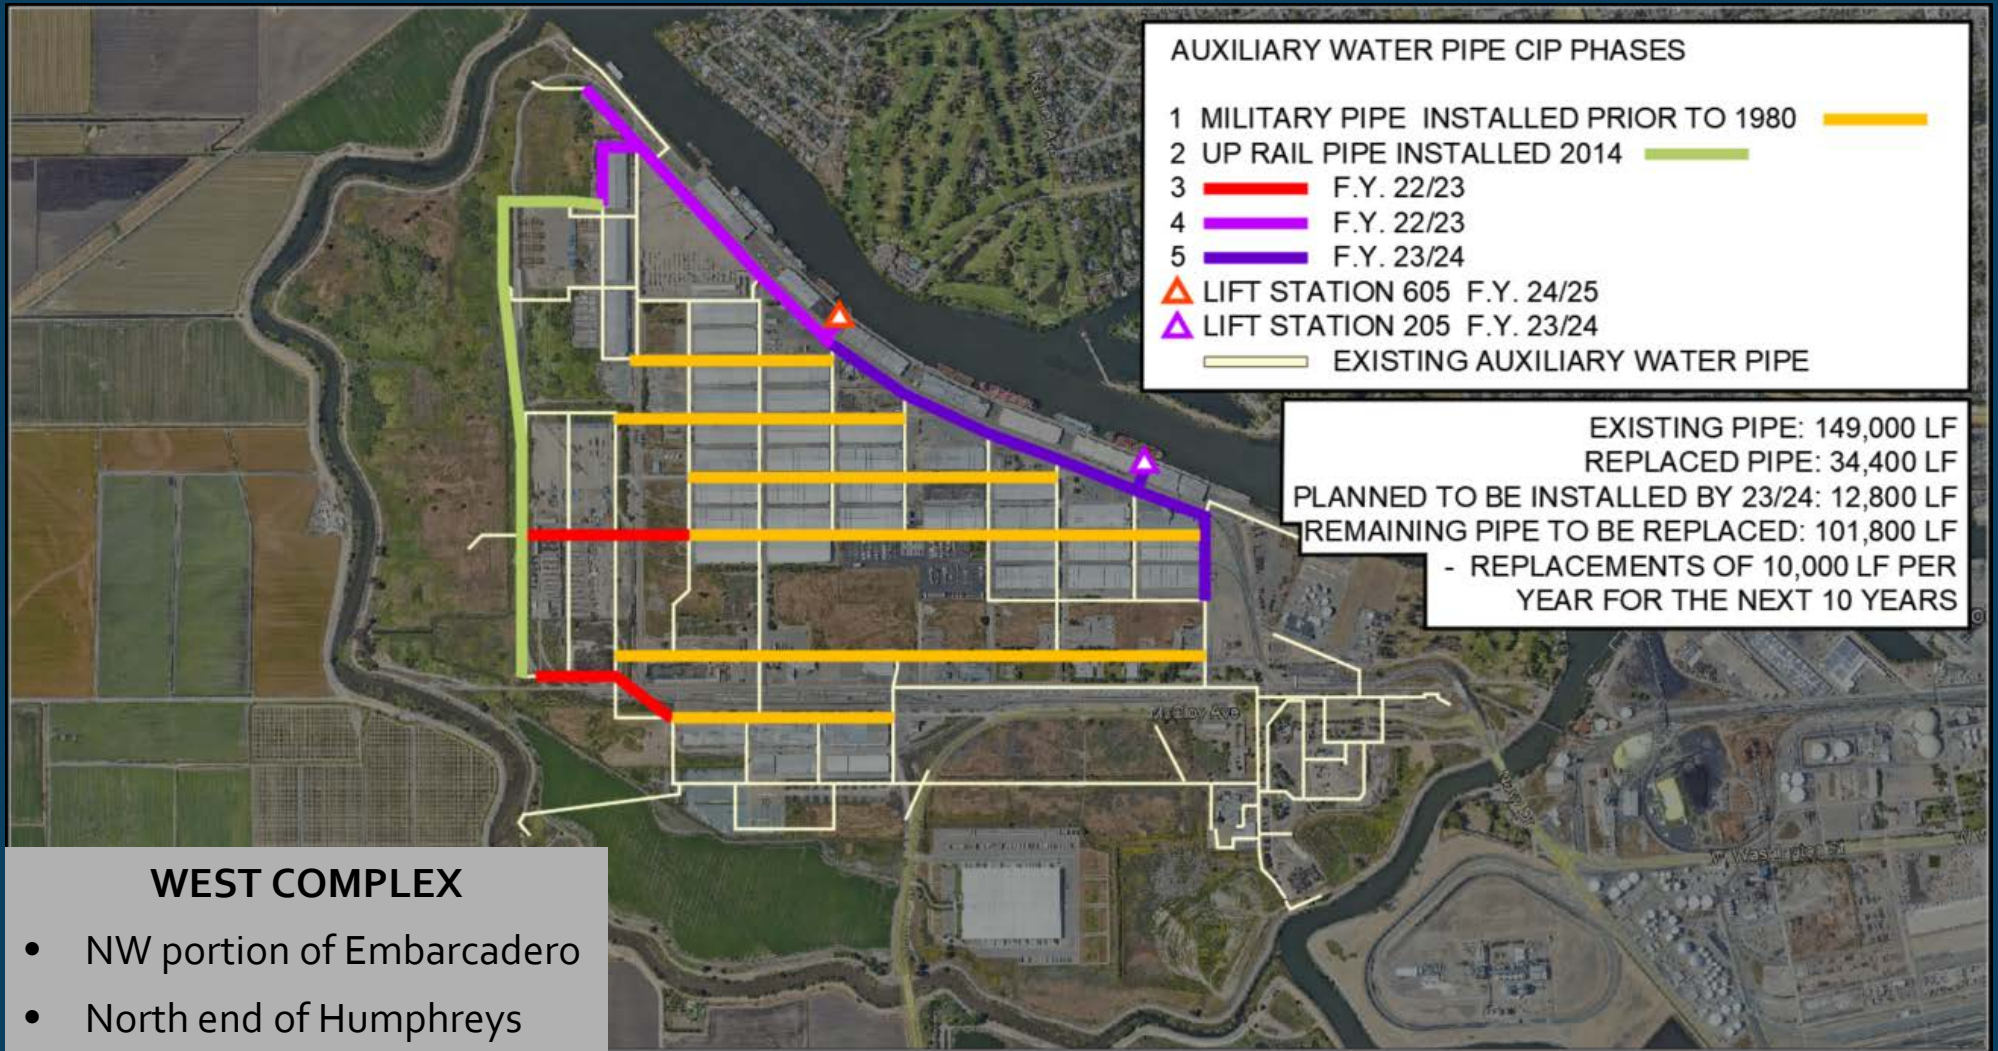 AUXILIARY WATER PIPE CIP PHASES
1 MILITARY PIPE INSTALLED PRIOR TO 1980
2 UP RAIL PIPE INSTALLED 2014
3 F.Y. 22/23
4 F.Y. 22/23
5 F.Y. 23/24
LIFT STATION 605 F.Y. 24/25
LIFT STATION 205 F.Y. 23/24
EXISTING AUXILIARY WATER PIPE
EXISTING PIPE: 149,000 LF
REPLACED PIPE: 34,400 LF
PLANNED TO BE INSTALLED BY 23/24: 12,800 LF
REMAINING PIPE TO BE REPLACED: 101,800 LF
- REPLACEMENTS OF 10,000 LF PER
YEAR FOR THE NEXT 10 YEARS
W Washington St
WEST COMPLEX
• NW portion of Embarcadero
• North end of Humphreys